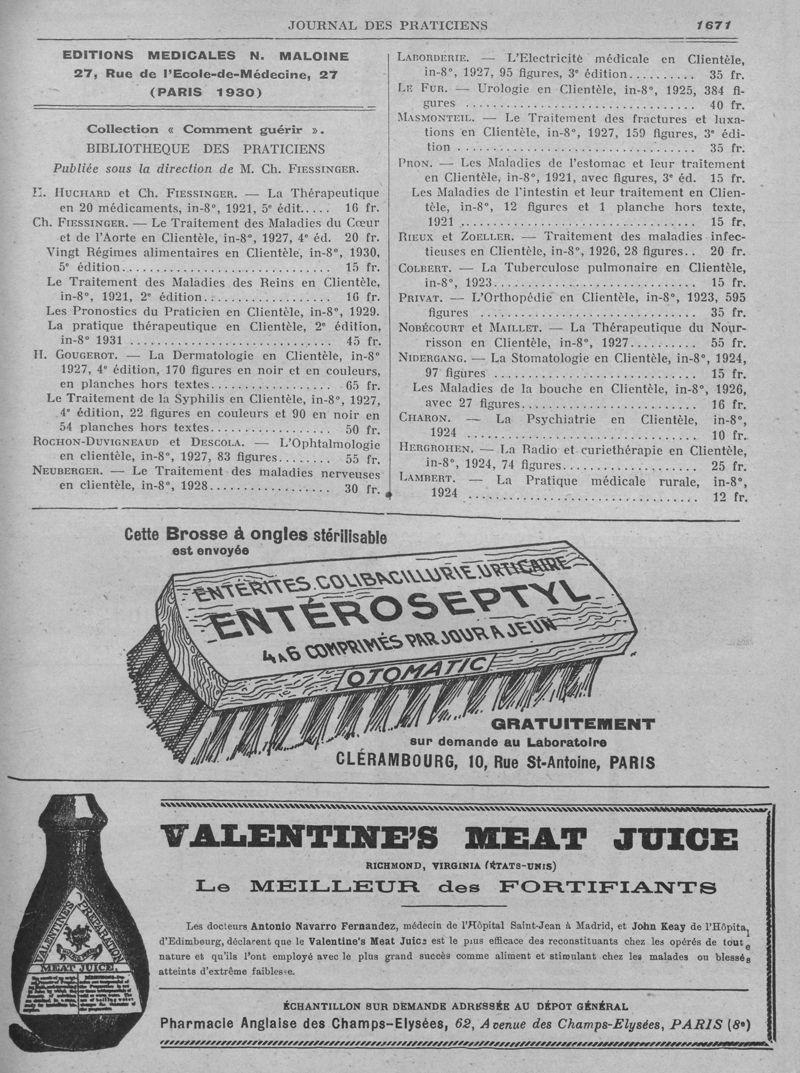 JOURNAL DES PRATICIENS 1671
EDITIONS MEDICALES N. MALOINE
27, Rue de l'Ecole-de-Médecine, 27
(PARIS 1930)
Collection « Comment guérir ».
BIBLIOTHEQUE DES PRATICIENS
Publiée sous la direction de M. Ch. FIESSINGER.
H. HUCHARD et Ch. FIESSINGER. — La Thérapeutique
en 20 médicaments, in-8°, 1921, 5e édit..... 16 fr.
Ch. FIESSINGER. — Le Traitement des Maladies du Cœur
et de l'Aorte en Clientèle, in-8°, 1927, 4e éd. 20 fr.
Vingt Régimes alimentaires en Clientèle, in-8°, 1930,
5e édition.............................. 15 fr.
Le Traitement des Maladies des Reins en Clientèle,
in-8°, 1921, 2e édition.................. 16 fr.
Les Pronostics du Praticien en Clientèle, in-8°, 1929.
La pratique thérapeutique en Clientèle, 2e édition,
in-8° 1931 .............................. 45 fr.
H. GOUGEROT. — La Dermatologie en Clientèle, in-8°
1927, 4e édition, 170 figures en noir et en couleurs,
en planches hors textes.................. 65 fr.
Le Traitement de la Syphilis en Clientèle, in-8°, 1927,
4e édition, 22 figures en couleurs et 90 en noir en
54 planches hors textes.................. 50 fr.
ROCHON-DUVIGNEAUD et DESCOLA. — L'Ophtalmologie
en clientèle, in-8°, 1927, 83 figures........ 55 fr.
NEUBERGER. — Le Traitement des maladies nerveuses
en clientèle, in-8°, 1928.................. 30 fr.
LABORDERIE. — L'Electricité médicale en Clientèle,
in-8°, 1927, 95 figures, 3e édition.......... 35 fr.
LE FUR. — Urologie en Clientèle, in-8°, 1925, 384 fi-
gures .................................. 40 fr.
MASMONTEIL. — Le Traitement des fractures et luxa-
tions en Clientèle, in-8°, 1927, 159 figures, 3e édi-
tion .................................... 35 fr.
PRON. — Les Maladies de l'estomac et leur traitement
en Clientèle, in-8°, 1921, avec figures, 3e éd. 15 fr.
Les Maladies de l'intestin et leur traitement en Clien-
tèle, in-8°, 12 figures et 1 planche hors texte,
1921 .................................... 15 fr.
RIEUX et ZOELLER. — Traitement des maladies infec-
tieuses en Clientèle, in-8°, 1926, 28 figures.. 20 fr.
COLBERT. — La Tuberculose pulmonaire en Clientèle,
in-8°, 1923.............................. 15 fr.
PRIVAT. — L'Orthopédie en Clientèle, in-8°, 1923, 595
figures .................................. 35 fr.
NOBÉCOURT et MAILLET. — La Thérapeutique du Nour-
risson en Clientèle, in-8°, 1927............ 55 fr.
NIDERGANG. — La Stomatologie en Clientèle, in-8°, 1924,
97 figures ................................ 15 fr.
Les Maladies de la bouche en Clientèle, in-8°, 1926,
avec 27 figures............................ 16 fr.
CHARON. — La Psychiatrie en Clientèle, in-8°,
1924 .................................... 10 fr.
HERGROHEN. — La Radio et curiethérapie en Clientèle,
in-8°, 1924, 74 figures.................... 25 fr.
LAMBERT. — La Pratique médicale rurale, in-8°,
1924 .................................... 12 fr.
Cette Brosse à ongles stérilisable
est envoyée
ENTÉRITES.COLIBACILLURIE.URTICAIRE
ENTÉROSEPTYL
4 à 6 COMPRIMÉS PAR JOUR A JEUN
OTOMATIC
GRATUITEMENT
sur demande au Laboratoire
CLÉRAMBOURG, 10, Rue St-Antoine, PARIS
VALENTINE'S MEAT JUICE
RICHMOND, VIRGINIA (ÉTATS-UNIS)
Le MEILLEUR des FORTIFIANTS
Les docteurs Antonio Navarro Fernandez, médecin de l'Hôpital Saint-Jean à Madrid, et John Keay de l'Hôpital
d'Edimbourg, déclarent que le Valentine's Meat Juice est le plus efficace des reconstituants chez les opérés de toute
nature et qu'ils l'ont employé avec le plus grand succès comme aliment et stimulant chez les malades ou blessés
atteints d'extrême faiblesse.
ÉCHANTILLON SUR DEMANDE ADRESSÉE AU DÉPOT GÉNÉRAL
Pharmacie Anglaise des Champs-Elysées, 62, Avenue des Champs-Elysées, PARIS (8e)
VALENTINE'S
PREPARATION
MEAT JUICE.